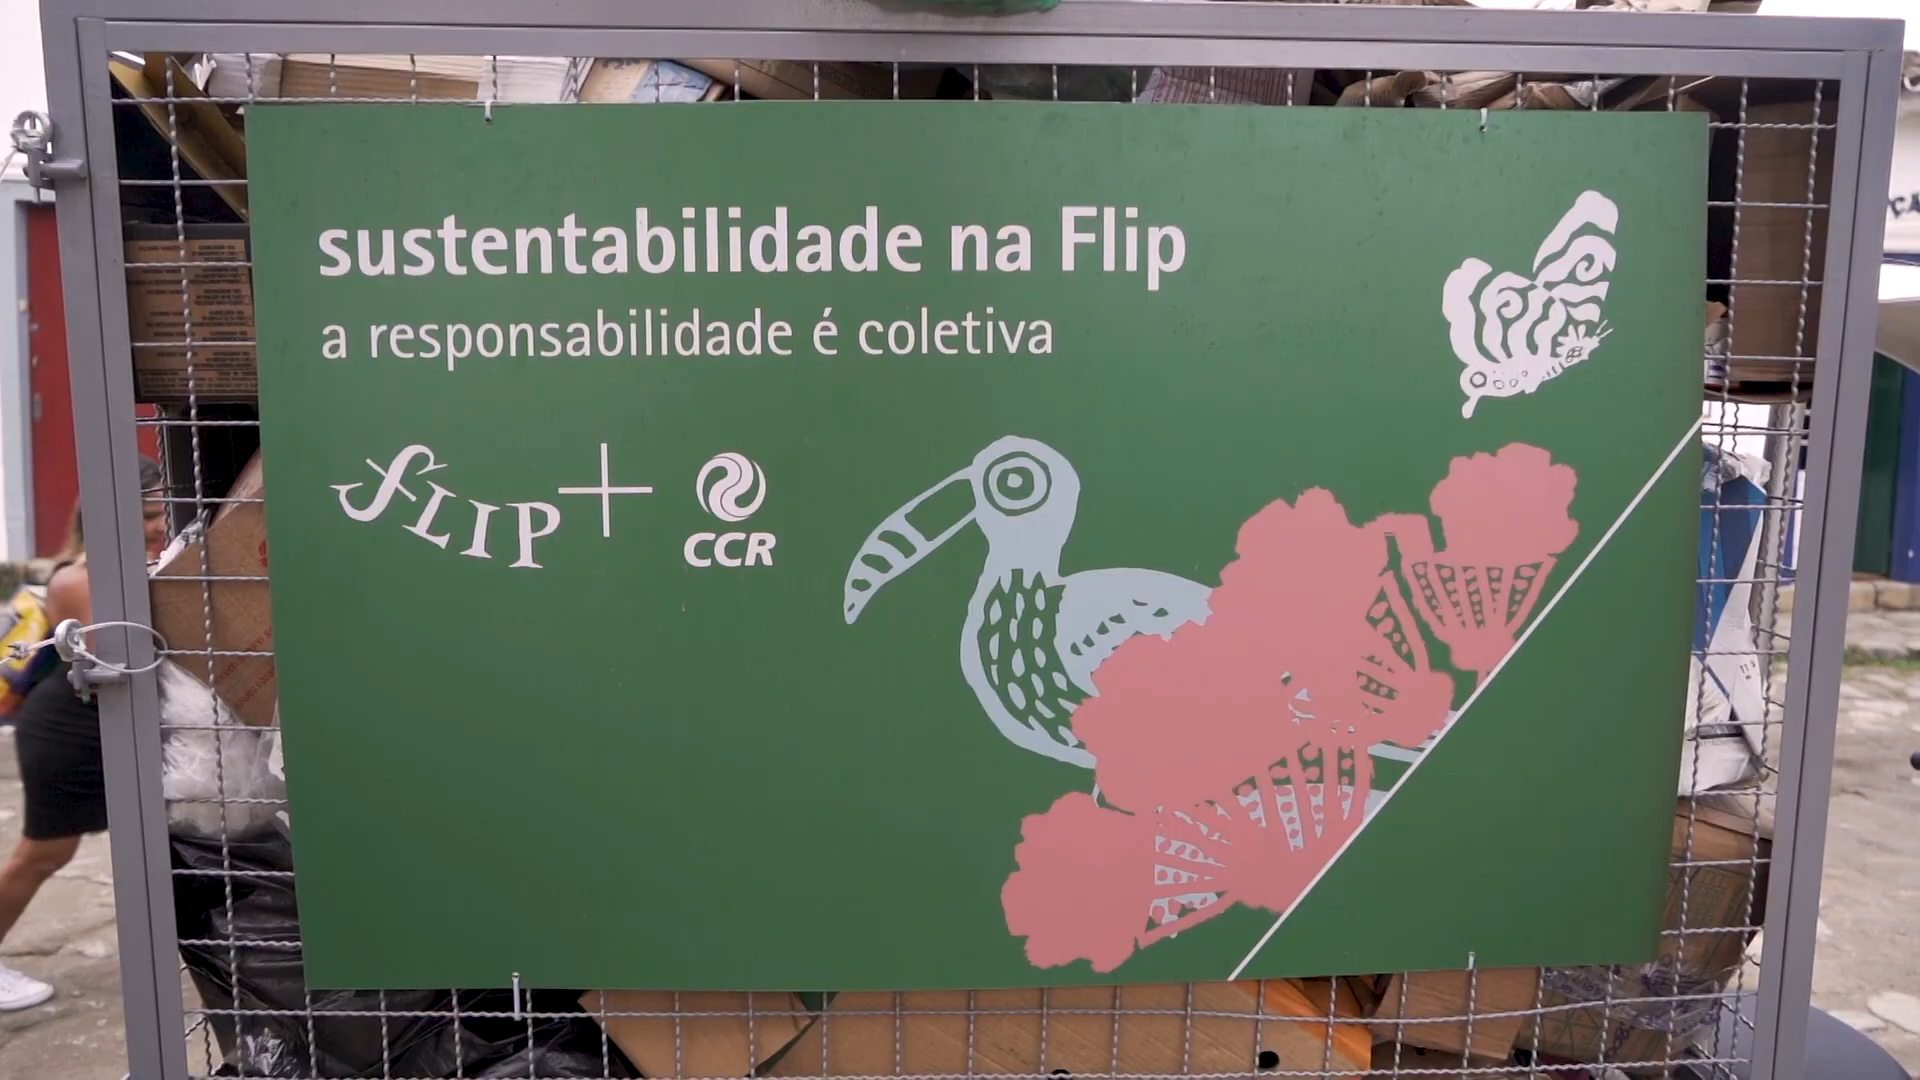 sustentabilidade na Flip
a responsabilidade é coletiva
fLIP + CCR